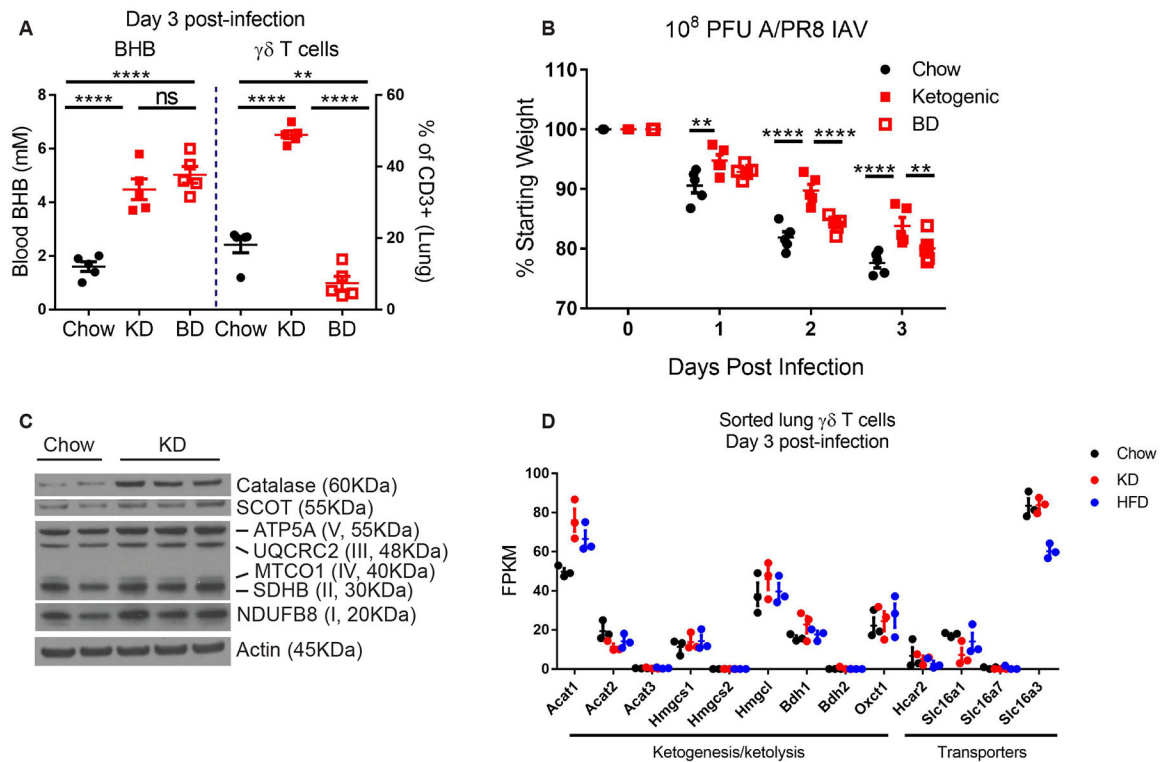 A
Day 3 post-infection
BHB
γδ T cells
**** **
**** ns **** ****
8
6
4
2
0
Blood BHB (mM)
60
40
20
0
% of CD3+ (Lung)
Chow KD BD Chow KD BD
B
10⁸ PFU A/PR8 IAV
Chow
Ketogenic
BD
** **** **** **** **
110
100
90
80
70
% Starting Weight
0 1 2 3
Days Post Infection
C
Chow KD
Catalase (60KDa)
SCOT (55KDa)
ATP5A (V, 55KDa)
UQCRC2 (III, 48KDa)
MTCO1 (IV, 40KDa)
SDHB (II, 30KDa)
NDUFB8 (I, 20KDa)
Actin (45KDa)
D
Sorted lung γδ T cells
Day 3 post-infection
Chow
KD
HFD
100
80
60
40
20
0
FPKM
Acat1 Acat2 Acat3 Hmgcs1 Hmgcs2 Hmgcl Bdh1 Bdh2 Oxct1 Hcar2 Slc16a1 Slc16a7 Slc16a3
Ketogenesis/ketolysis
Transporters